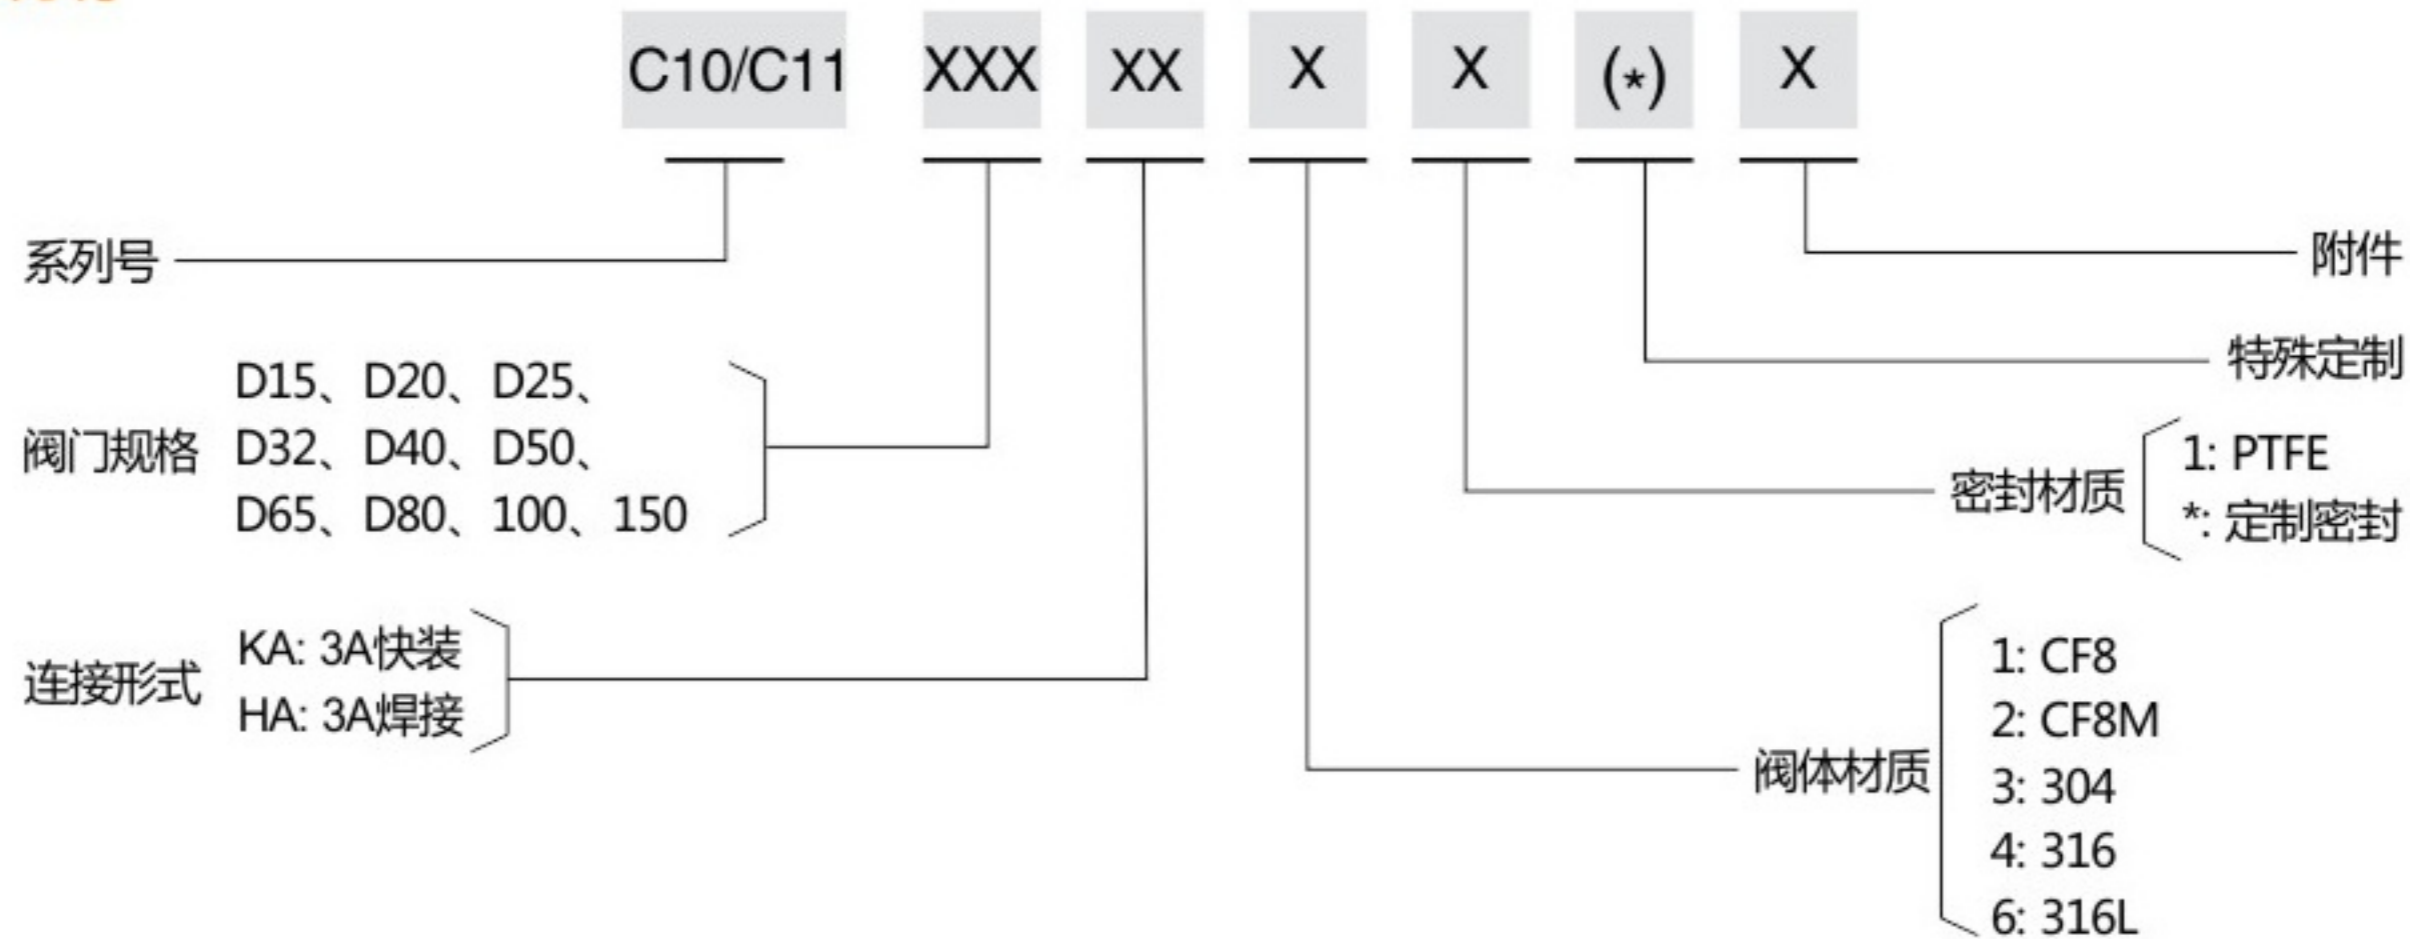 C10/C11 XXX XX X X (*) X
系列号
附件
特殊定制
阀门规格
D15、D20、D25、
D32、D40、D50、
D65、D80、100、150
密封材质
1: PTFE
*: 定制密封
连接形式
KA: 3A快装
HA: 3A焊接
阀体材质
1: CF8
2: CF8M
3: 304
4: 316
6: 316L